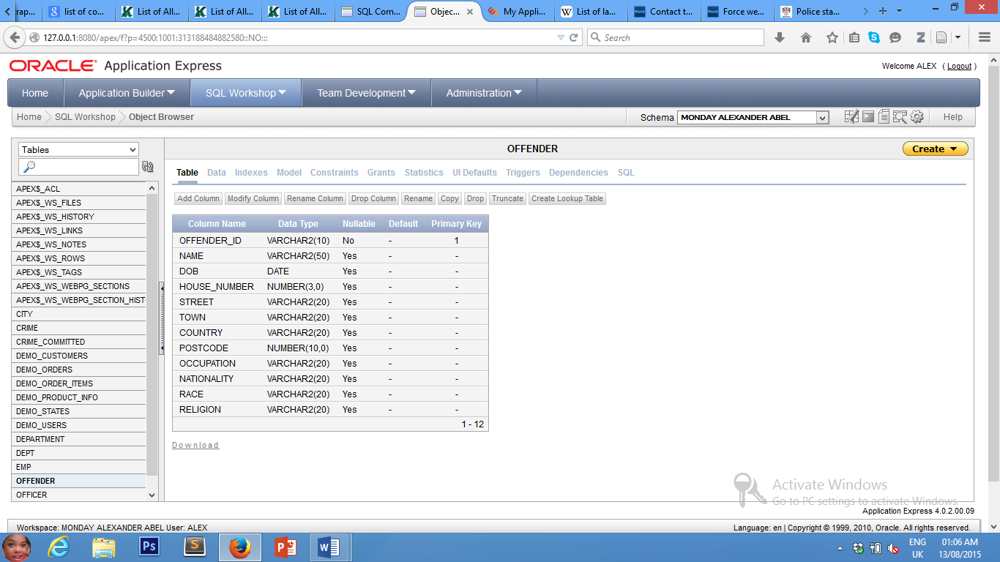 rap...
list of co...
List of All...
List of All...
List of All...
SQL Com...
Objec...
My Appli...
List of la...
Contact t...
Force we...
Police sta...
127.0.0.1:8080/apex/f?p=4500:1001:313188484882580::NO:::
Search
ORACLE Application Express
Welcome ALEX ( Logout )
Home Application Builder SQL Workshop Team Development Administration
Home SQL Workshop Object Browser
Schema MONDAY ALEXANDER ABEL Help
Tables
APEX$_ACL
APEX$_WS_FILES
APEX$_WS_HISTORY
APEX$_WS_LINKS
APEX$_WS_NOTES
APEX$_WS_ROWS
APEX$_WS_TAGS
APEX$_WS_WEBPG_SECTIONS
APEX$_WS_WEBPG_SECTION_HIST
CITY
CRIME
CRIME_COMMITTED
DEMO_CUSTOMERS
DEMO_ORDERS
DEMO_ORDER_ITEMS
DEMO_PRODUCT_INFO
DEMO_STATES
DEMO_USERS
DEPARTMENT
DEPT
EMP
OFFENDER
OFFICER
OFFENDER
Create
Table Data Indexes Model Constraints Grants Statistics UI Defaults Triggers Dependencies SQL
Add Column Modify Column Rename Column Drop Column Rename Copy Drop Truncate Create Lookup Table
Column Name Data Type Nullable Default Primary Key
OFFENDER_ID VARCHAR2(10) No - 1
NAME VARCHAR2(50) Yes - -
DOB DATE Yes - -
HOUSE_NUMBER NUMBER(3,0) Yes - -
STREET VARCHAR2(20) Yes - -
TOWN VARCHAR2(20) Yes - -
COUNTRY VARCHAR2(20) Yes - -
POSTCODE NUMBER(10,0) Yes - -
OCCUPATION VARCHAR2(20) Yes - -
NATIONALITY VARCHAR2(20) Yes - -
RACE VARCHAR2(20) Yes - -
RELIGION VARCHAR2(20) Yes - -
1 - 12
Download
Activate Windows
Go to PC settings to activate Windows.
Application Express 4.0.2.00.09
Workspace: MONDAY ALEXANDER ABEL User: ALEX
Language: en | Copyright © 1999, 2010, Oracle. All rights reserved.
Ps
S
P
W
ENG
UK
01:06 AM
13/08/2015